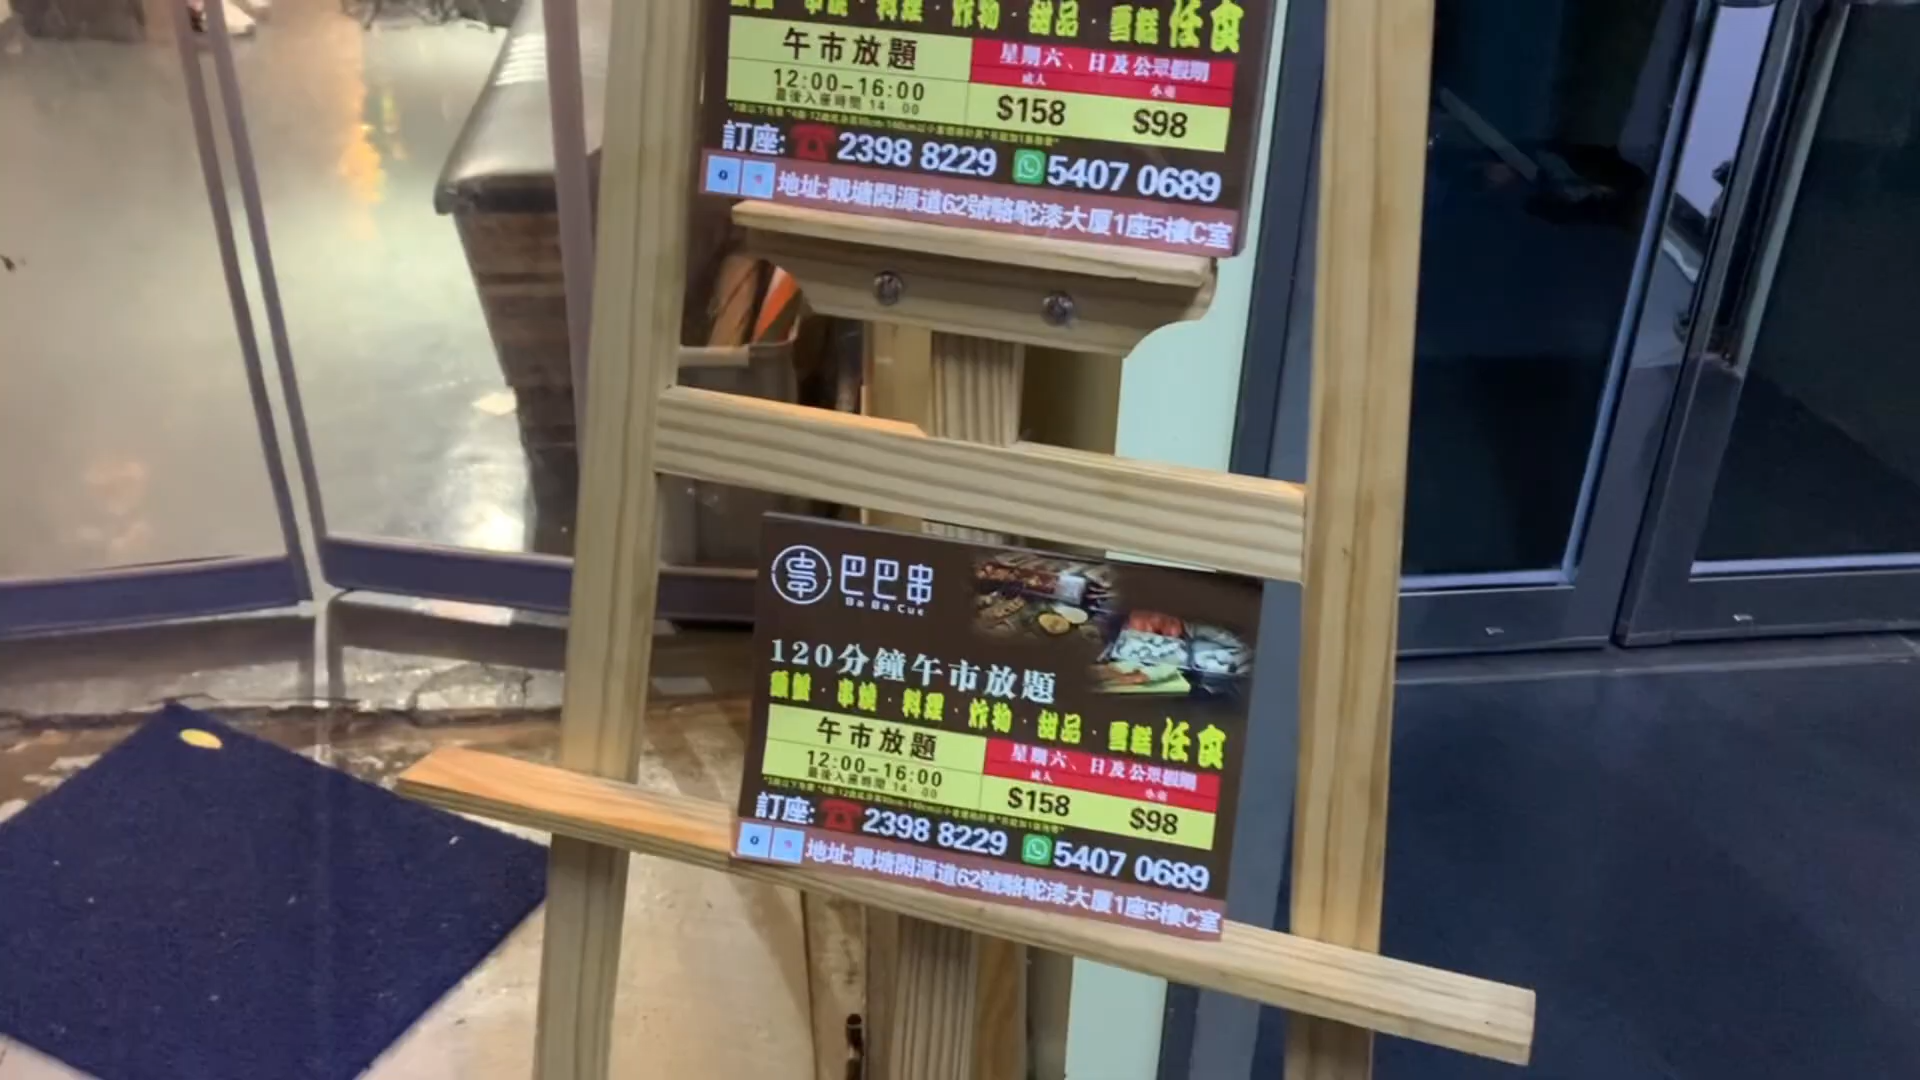 串燒·料理·炸物·甜品·雪糕任食
午市放題
12:00-16:00
最後入座時間 14:00
星期六、日及公眾假期
成人 小童
$158 $98
訂座: 2398 8229 5407 0689
地址:觀塘開源道62號駱駝漆大厦1座5樓C室
巴巴串
Ba Ba Cue
120分鐘午市放題
串燒·料理·炸物·甜品·雪糕任食
午市放題
12:00-16:00
最後入座時間 14:00
星期六、日及公眾假期
成人 小童
$158 $98
訂座: 2398 8229 5407 0689
地址:觀塘開源道62號駱駝漆大厦1座5樓C室